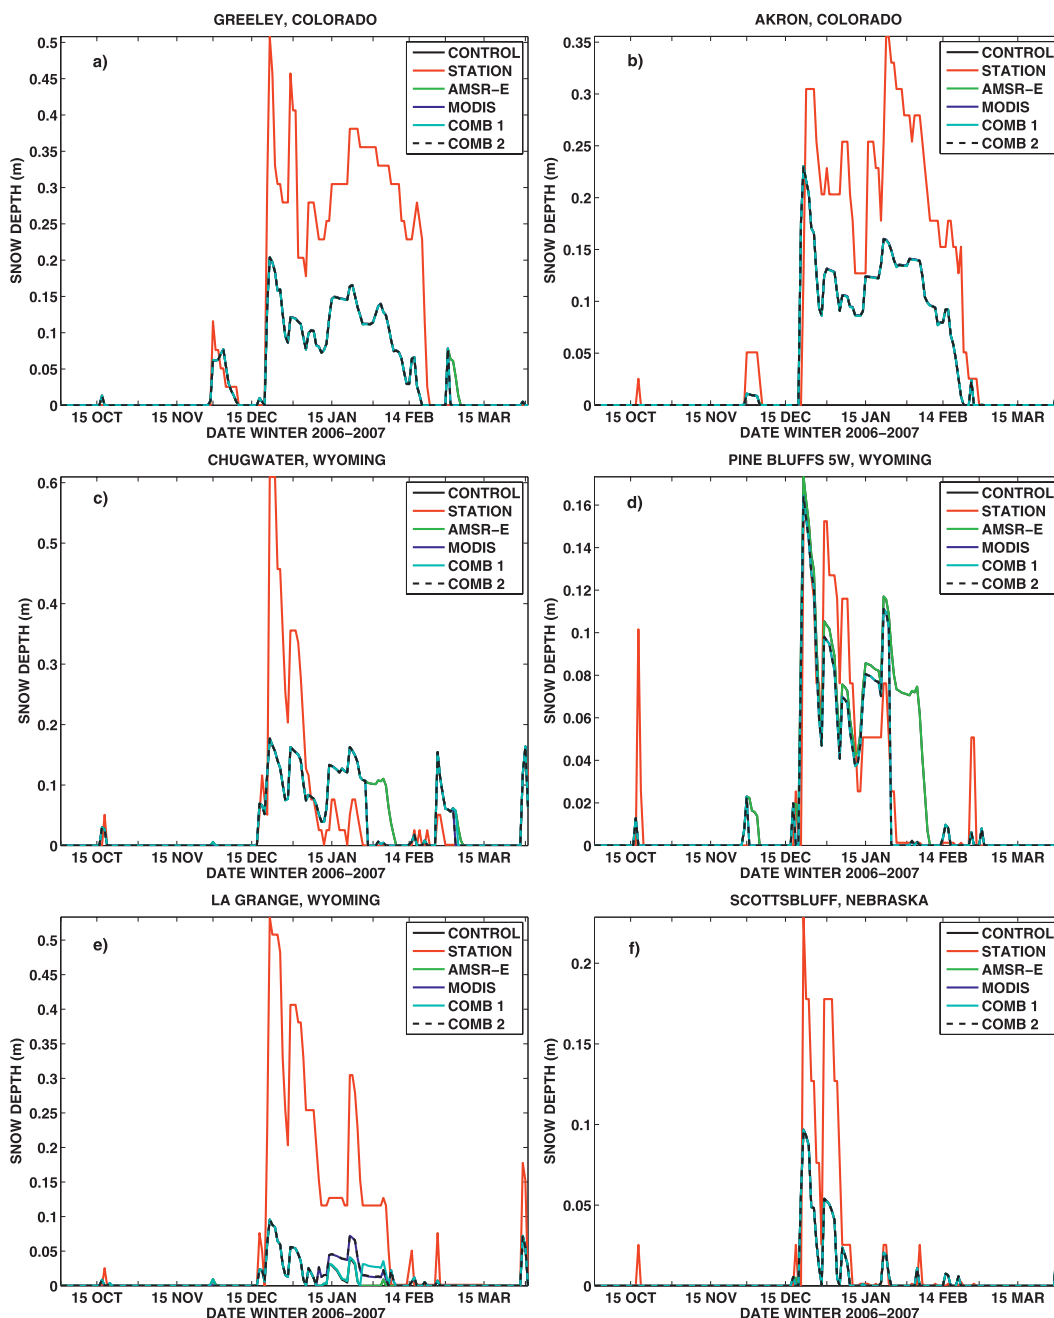 GREELEY, COLORADO
a)
CONTROL
STATION
AMSR-E
MODIS
COMB 1
COMB 2
SNOW DEPTH (m)
0.5
0.45
0.4
0.35
0.3
0.25
0.2
0.15
0.1
0.05
0
15 OCT 15 NOV 15 DEC 15 JAN 14 FEB 15 MAR
DATE WINTER 2006-2007
AKRON, COLORADO
b)
CONTROL
STATION
AMSR-E
MODIS
COMB 1
COMB 2
SNOW DEPTH (m)
0.35
0.3
0.25
0.2
0.15
0.1
0.05
0
15 OCT 15 NOV 15 DEC 15 JAN 14 FEB 15 MAR
DATE WINTER 2006-2007
CHUGWATER, WYOMING
c)
CONTROL
STATION
AMSR-E
MODIS
COMB 1
COMB 2
SNOW DEPTH (m)
0.6
0.5
0.4
0.3
0.2
0.1
0
15 OCT 15 NOV 15 DEC 15 JAN 14 FEB 15 MAR
DATE WINTER 2006-2007
PINE BLUFFS 5W, WYOMING
d)
CONTROL
STATION
AMSR-E
MODIS
COMB 1
COMB 2
SNOW DEPTH (m)
0.16
0.14
0.12
0.1
0.08
0.06
0.04
0.02
0
15 OCT 15 NOV 15 DEC 15 JAN 14 FEB 15 MAR
DATE WINTER 2006-2007
LA GRANGE, WYOMING
e)
CONTROL
STATION
AMSR-E
MODIS
COMB 1
COMB 2
SNOW DEPTH (m)
0.5
0.45
0.4
0.35
0.3
0.25
0.2
0.15
0.1
0.05
0
15 OCT 15 NOV 15 DEC 15 JAN 14 FEB 15 MAR
DATE WINTER 2006-2007
SCOTTSBLUFF, NEBRASKA
f)
CONTROL
STATION
AMSR-E
MODIS
COMB 1
COMB 2
SNOW DEPTH (m)
0.2
0.15
0.1
0.05
0
15 OCT 15 NOV 15 DEC 15 JAN 14 FEB 15 MAR
DATE WINTER 2006-2007